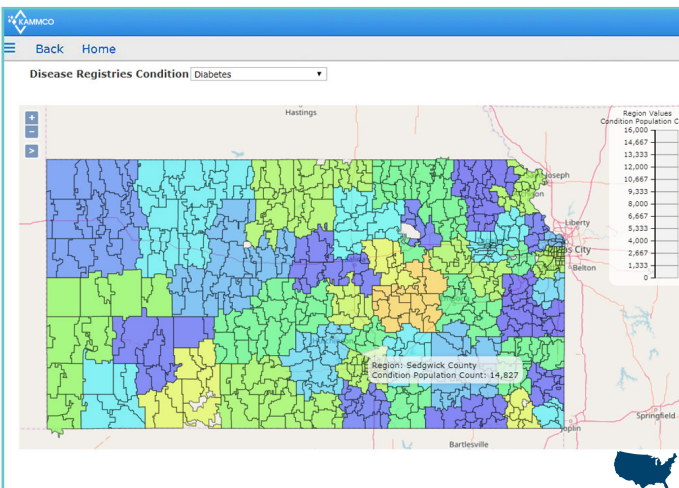 KAMMCO
Back Home
Disease Registries Condition Diabetes
Hastings
Region Values
Condition Population C
16,000
14,667
13,333
12,000
10,667
9,333
8,000
6,667
5,333
4,000
2,667
1,333
0
+
−
>
Joseph
Liberty
City
Belton
Region: Sedgwick County
Condition Population Count: 14,827
Springfield
Joplin
Bartlesville